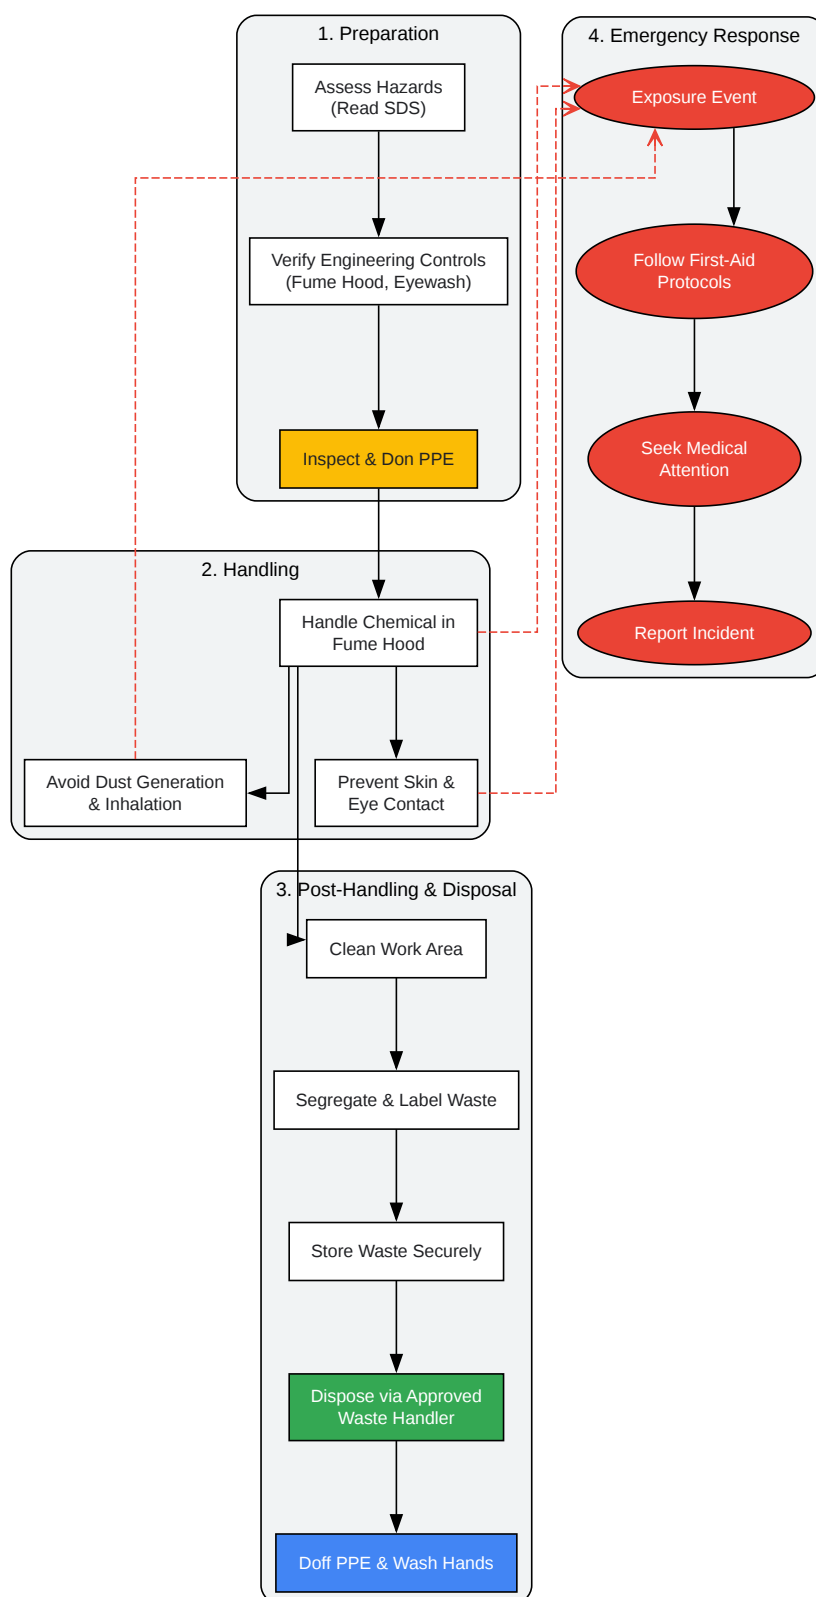 1. Preparation
Assess Hazards
(Read SDS)
Verify Engineering Controls
(Fume Hood, Eyewash)
Inspect & Don PPE
2. Handling
Handle Chemical in
Fume Hood
Avoid Dust Generation
& Inhalation
Prevent Skin &
Eye Contact
3. Post-Handling & Disposal
Clean Work Area
Segregate & Label Waste
Store Waste Securely
Dispose via Approved
Waste Handler
Doff PPE & Wash Hands
4. Emergency Response
Exposure Event
Follow First-Aid
Protocols
Seek Medical
Attention
Report Incident